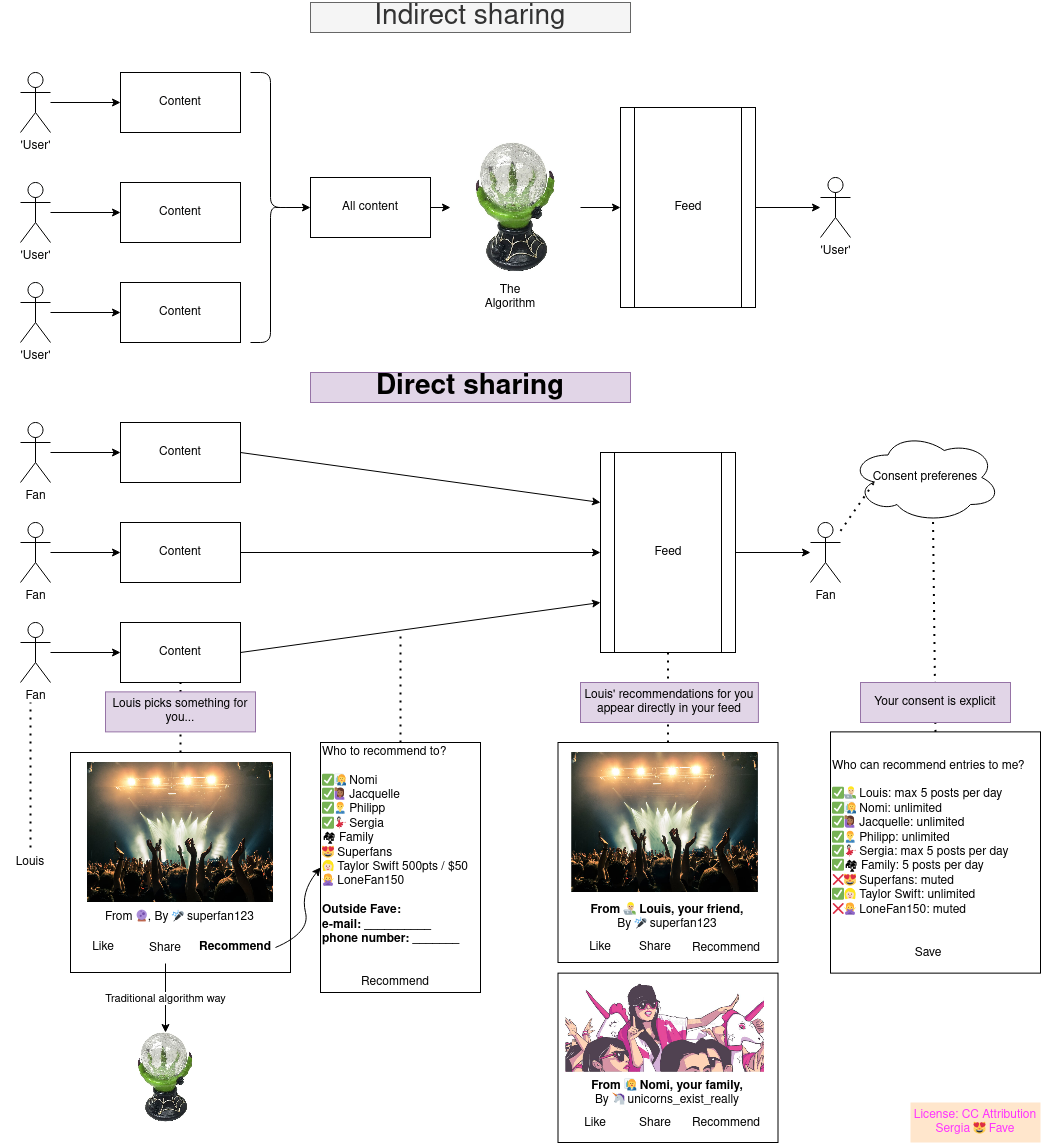 Indirect sharing
Content
'User'
Content
'User'
Content
'User'
All content
The
Algorithm
Feed
'User'
Direct sharing
Content
Fan
Content
Fan
Content
Fan
Feed
Fan
Consent preferenes
Louis picks something for
you...
Louis' recommendations for you
appear directly in your feed
Your consent is explicit
Louis
From 🔮, By superfan123
Like Share Recommend
Traditional algorithm way
Who to recommend to?
✅ Nomi
✅ Jacquelle
✅ Philipp
✅ Sergia
Family
😍 Superfans
Taylor Swift 500pts / $50
LoneFan150
Outside Fave:
e-mail: __________
phone number: _______
Recommend
From Louis, your friend,
By superfan123
Like Share Recommend
From Nomi, your family,
By 🦄 unicorns_exist_really
Like Share Recommend
Who can recommend entries to me?
✅ Louis: max 5 posts per day
✅ Nomi: unlimited
✅ Jacquelle: unlimited
✅ Philipp: unlimited
✅ Sergia: max 5 posts per day
✅ Family: 5 posts per day
❌😍 Superfans: muted
✅ Taylor Swift: unlimited
❌ LoneFan150: muted
Save
License: CC Attribution
Sergia 😍 Fave